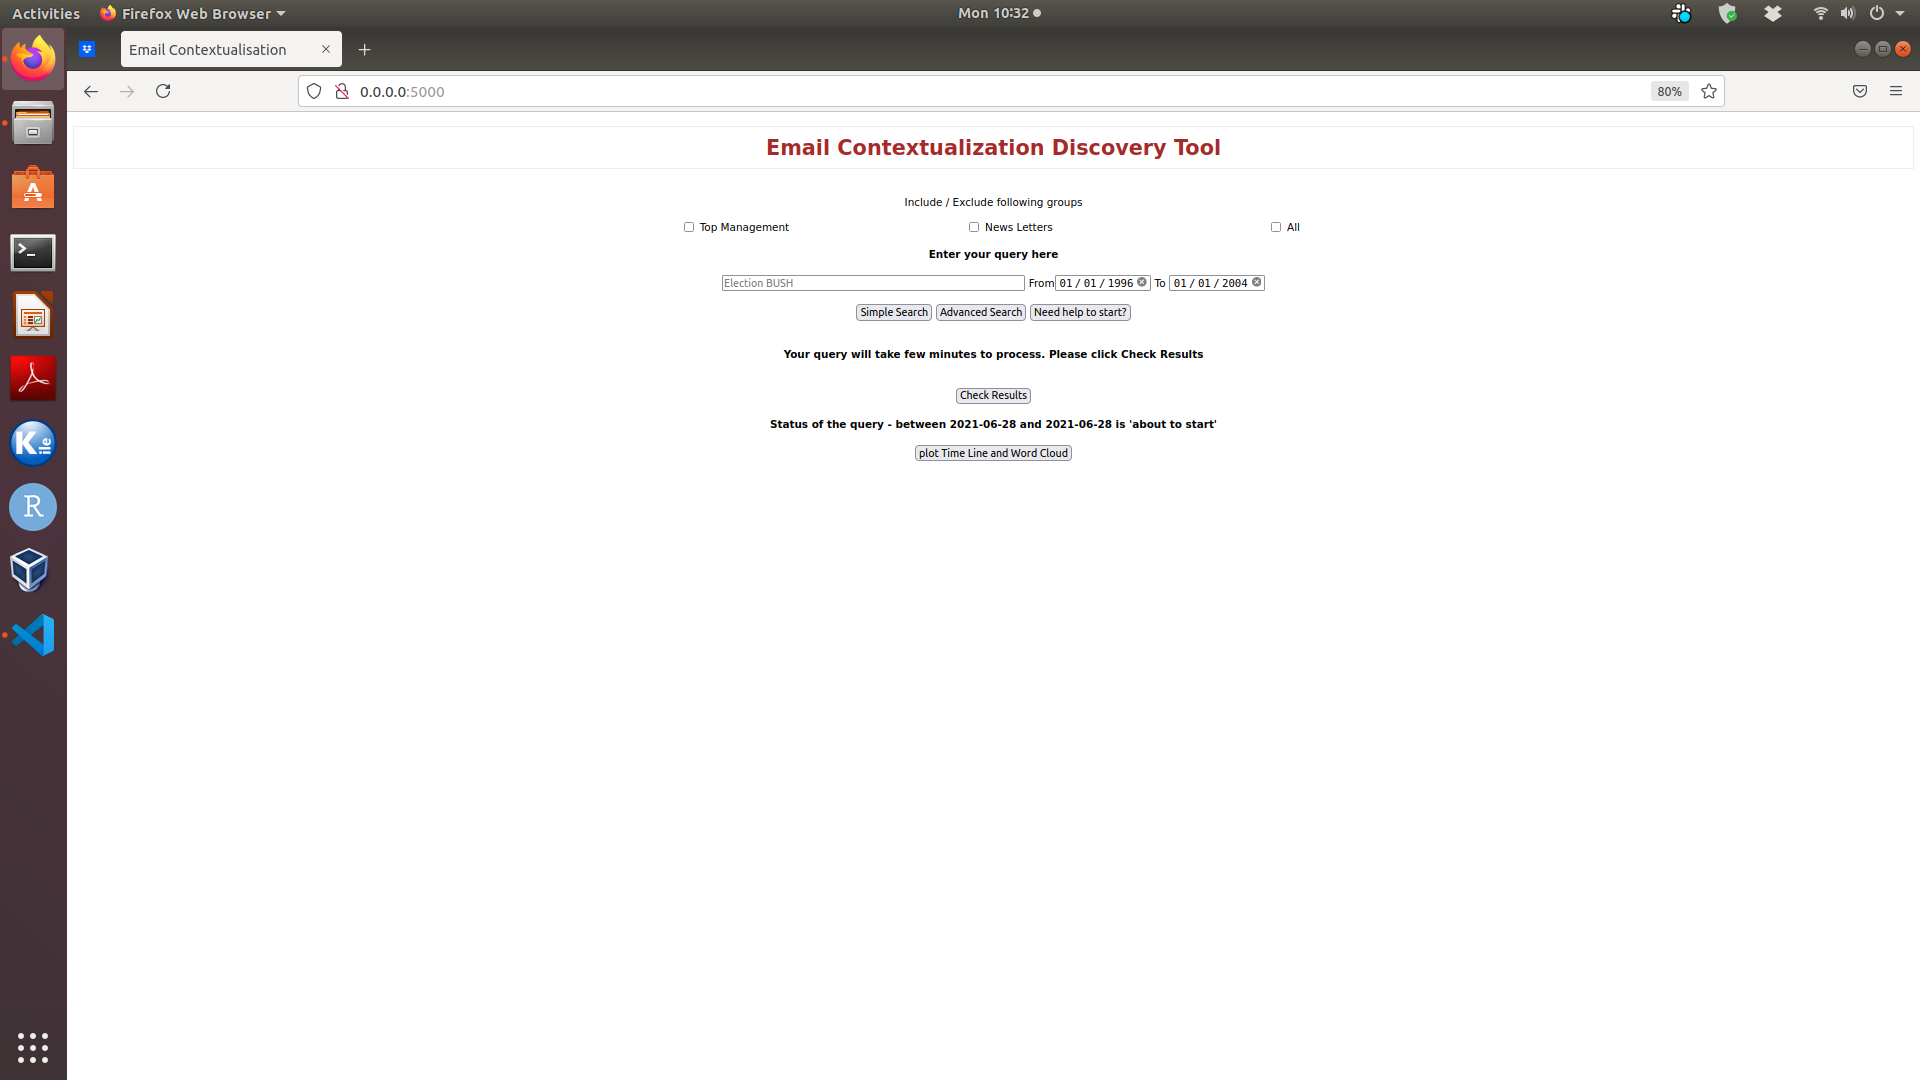 Activities Firefox Web Browser Mon 10:32
Email Contextualisation
0.0.0.0:5000 80%
Email Contextualization Discovery Tool
Include / Exclude following groups
Top Management News Letters All
Enter your query here
Election BUSH From 01 / 01 / 1996 To 01 / 01 / 2004
Simple Search Advanced Search Need help to start?
Your query will take few minutes to process. Please click Check Results
Check Results
Status of the query - between 2021-06-28 and 2021-06-28 is 'about to start'
plot Time Line and Word Cloud
A
>_
K ile
R